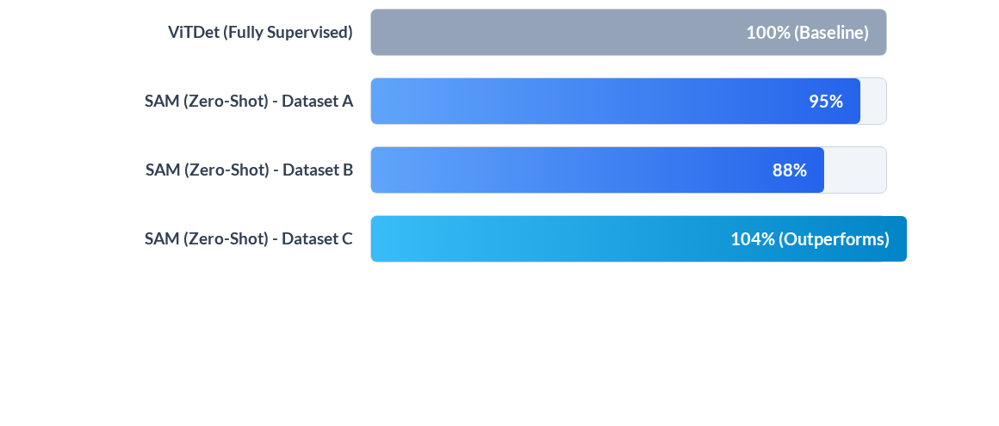 ViTDet (Fully Supervised) 100% (Baseline)
SAM (Zero-Shot) - Dataset A 95%
SAM (Zero-Shot) - Dataset B 88%
SAM (Zero-Shot) - Dataset C 104% (Outperforms)